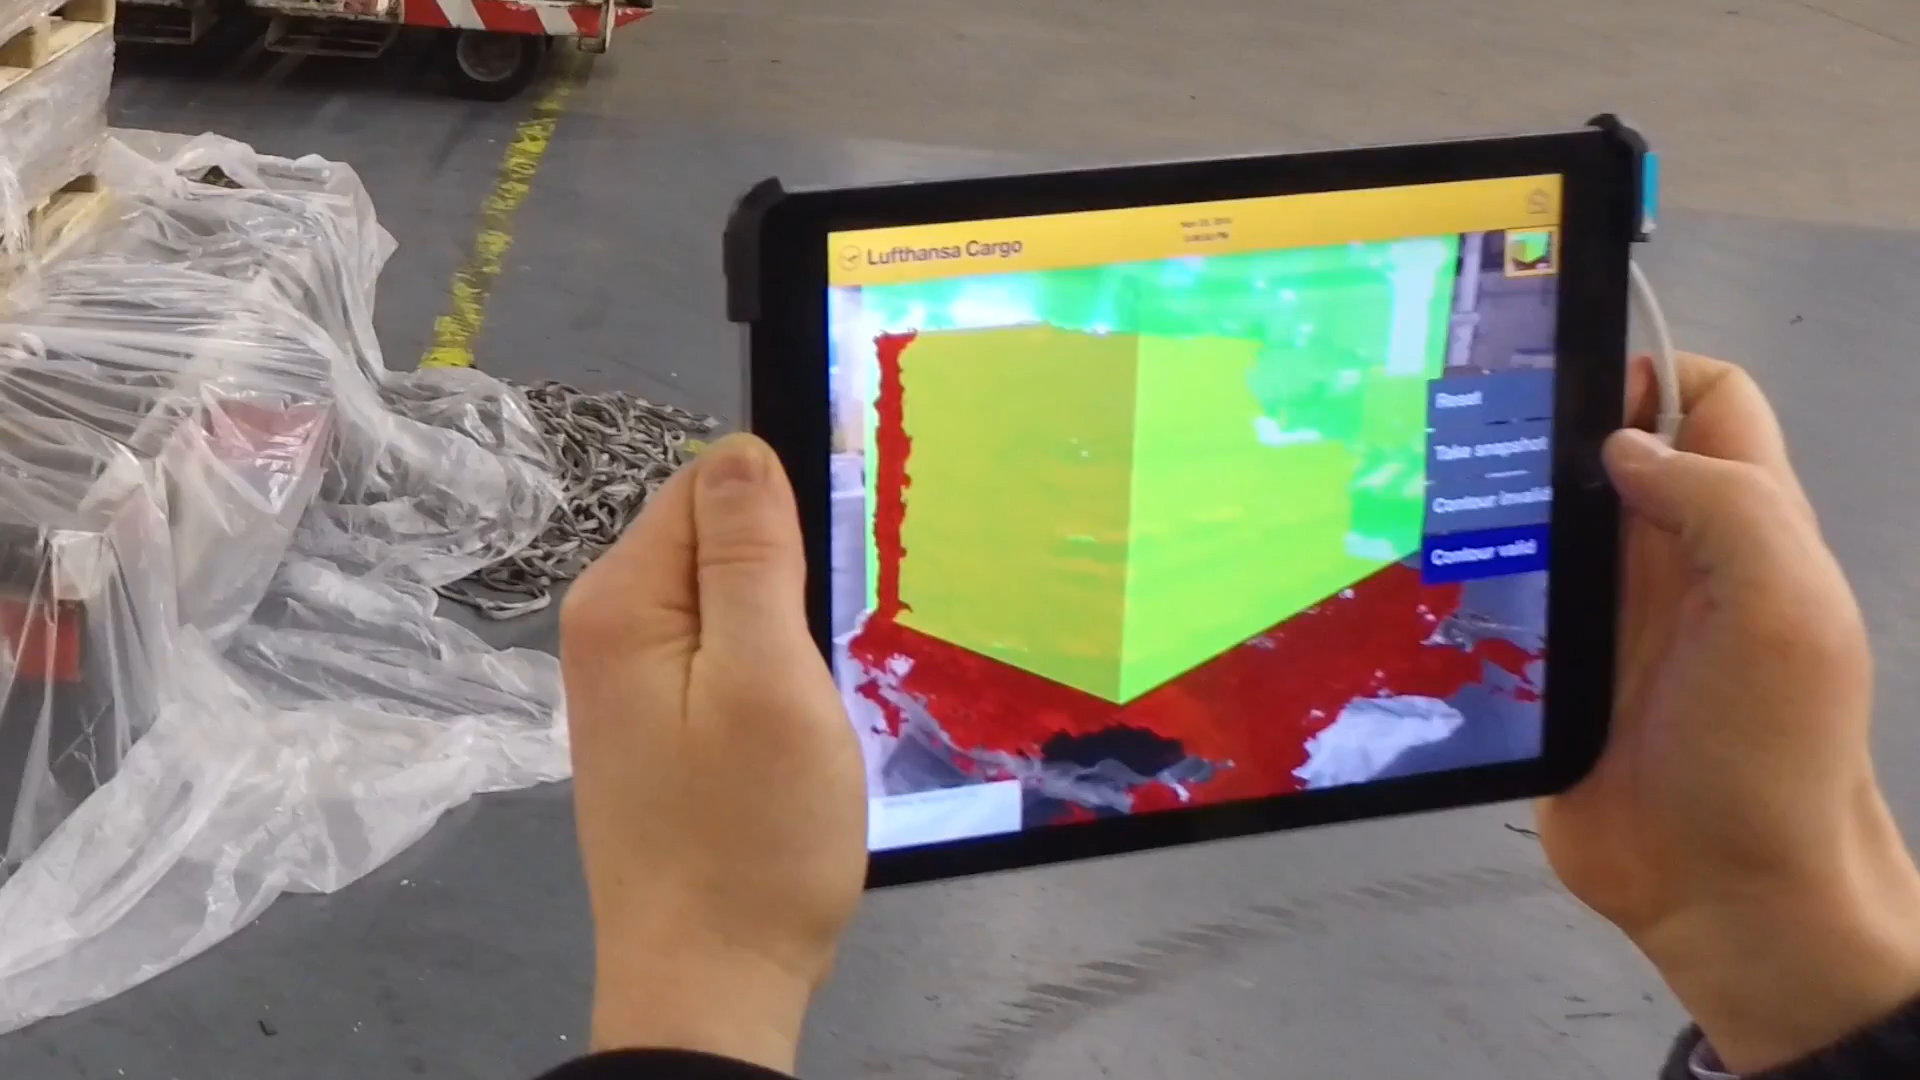 Lufthansa Cargo
Reset
Take snapshot
Contour invalid
Contour valid